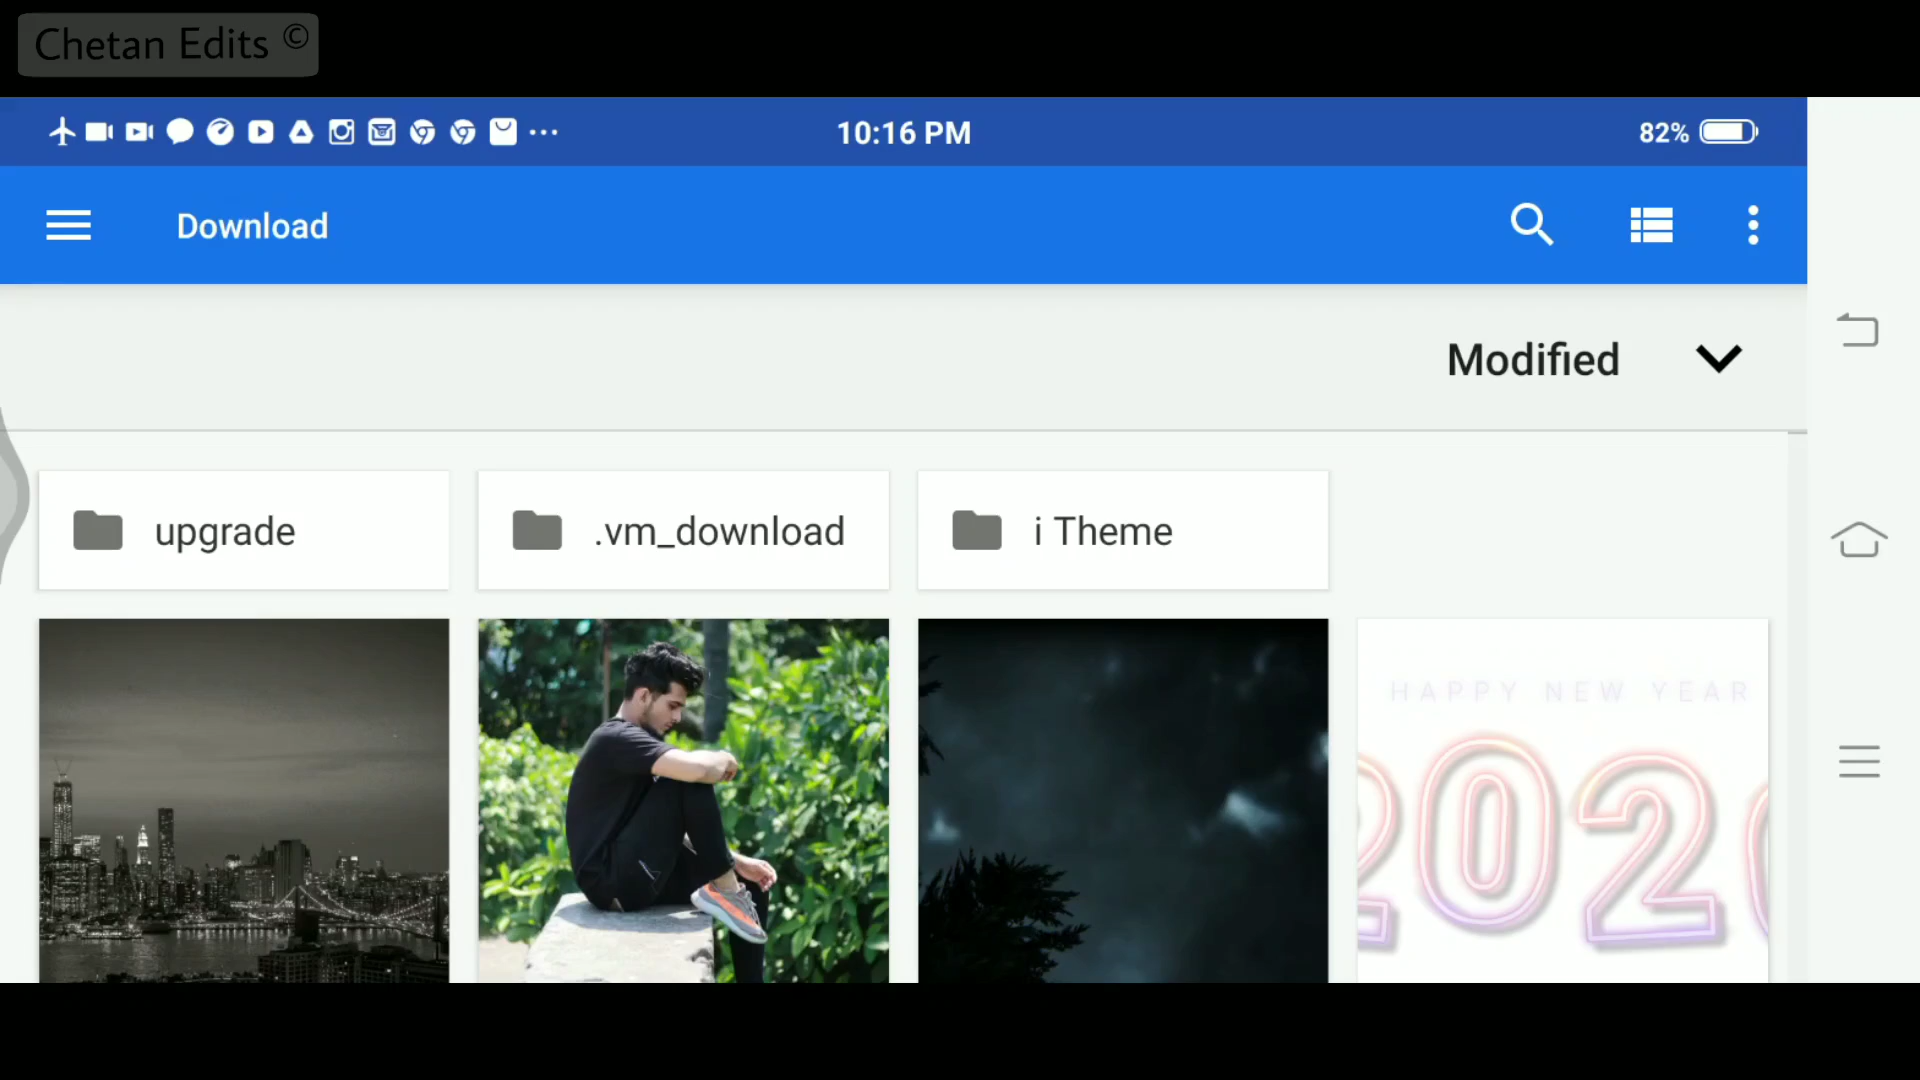 Chetan Edits ©
10:16 PM
82%
Download
Modified
upgrade
.vm_download
i Theme
HAPPY NEW YEAR
202